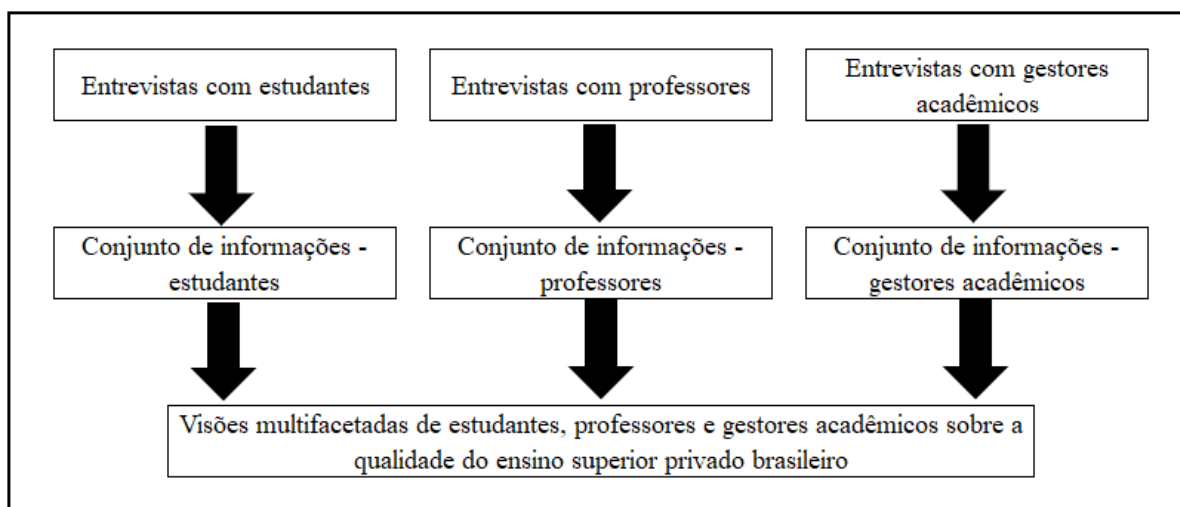 Entrevistas com estudantes
Entrevistas com professores
Entrevistas com gestores
acadêmicos
Conjunto de informações -
estudantes
Conjunto de informações -
professores
Conjunto de informações -
gestores acadêmicos
Visões multifacetadas de estudantes, professores e gestores acadêmicos sobre a
qualidade do ensino superior privado brasileiro